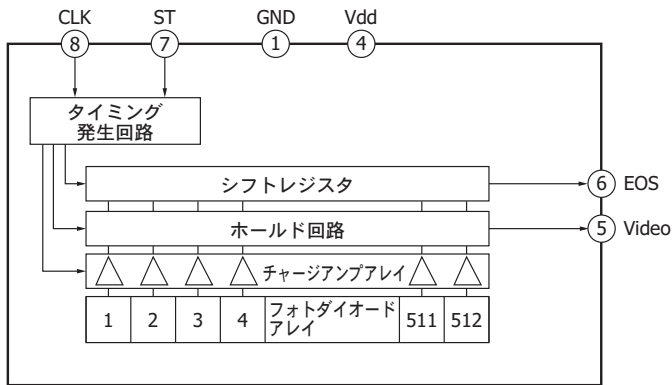 CLK ST GND Vdd
8 7 1 4
タイミング
発生回路
シフトレジスタ
6 EOS
ホールド回路
5 Video
チャージアンプアレイ
1 2 3 4 フォトダイオード
アレイ 511 512